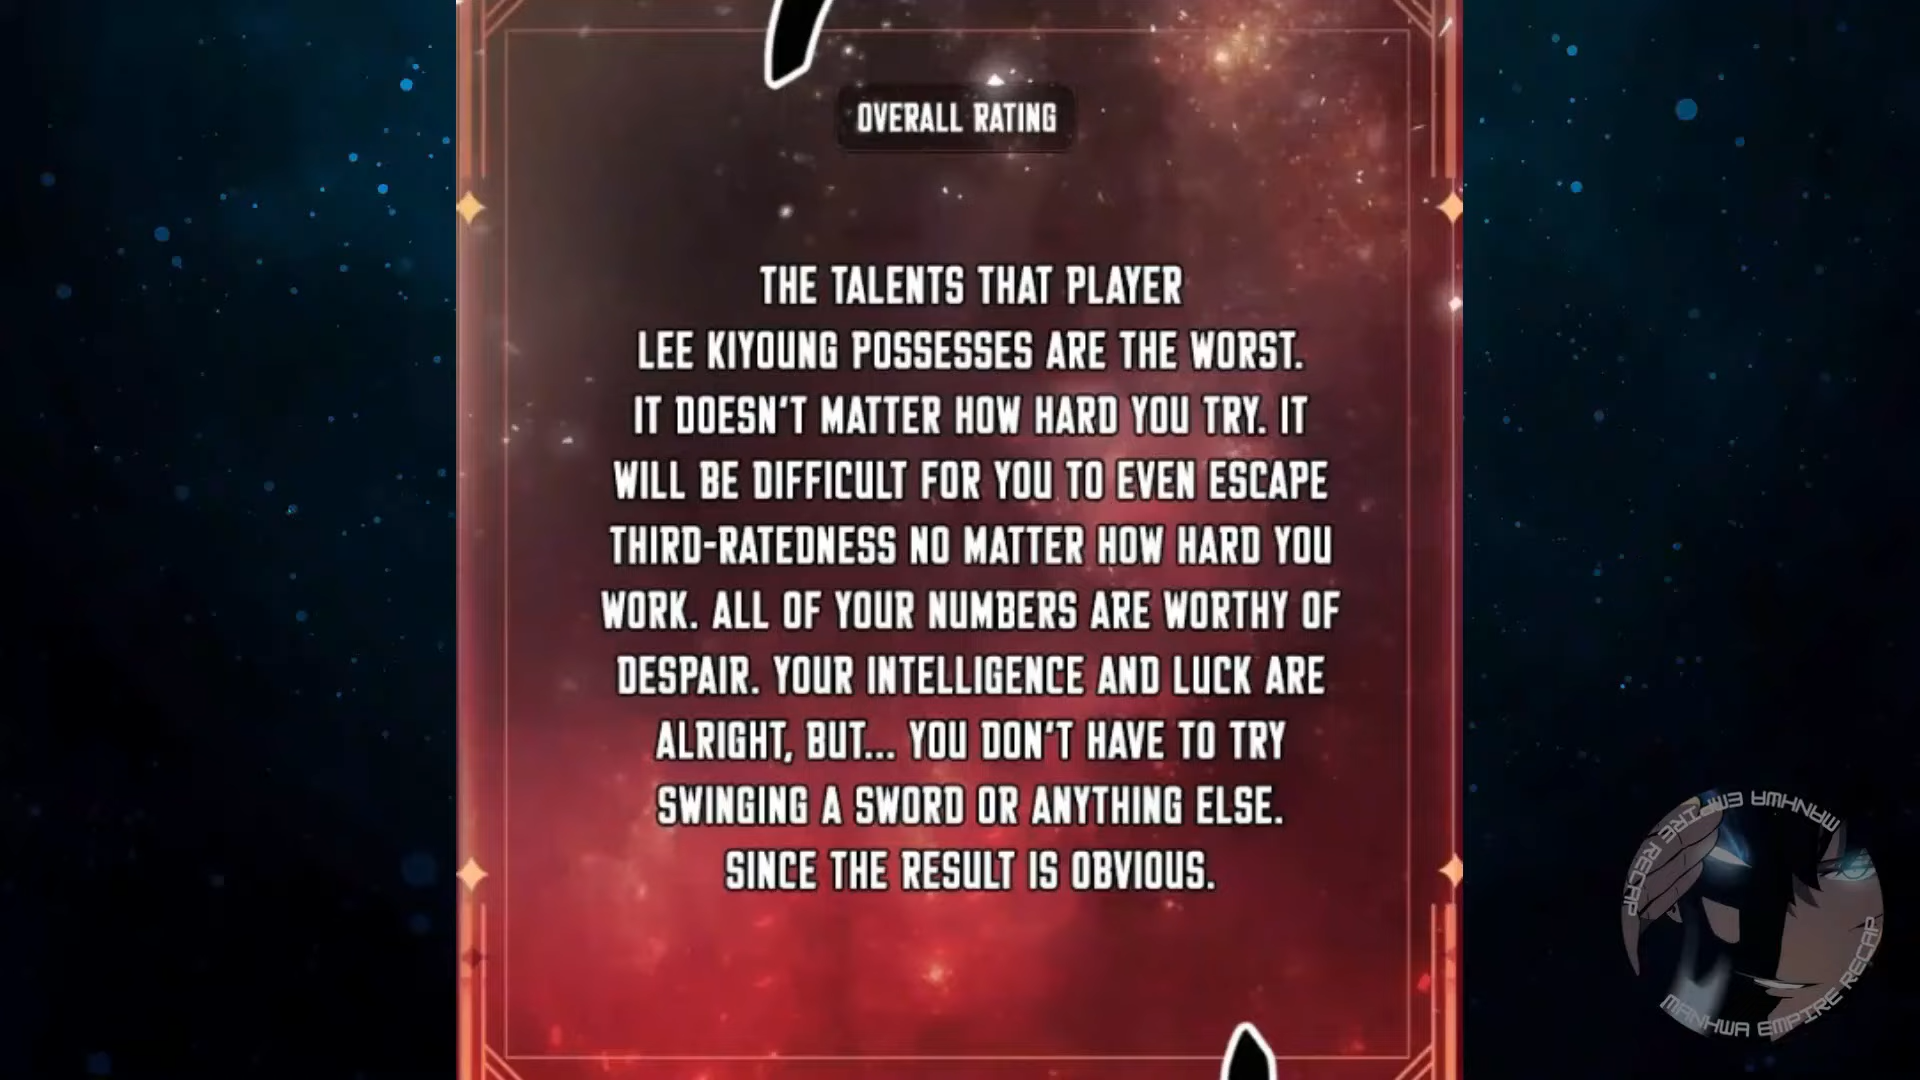 OVERALL RATING
THE TALENTS THAT PLAYER
LEE KIYOUNG POSSESSES ARE THE WORST.
IT DOESN'T MATTER HOW HARD YOU TRY. IT
WILL BE DIFFICULT FOR YOU TO EVEN ESCAPE
THIRD-RATEDNESS NO MATTER HOW HARD YOU
WORK. ALL OF YOUR NUMBERS ARE WORTHY OF
DESPAIR. YOUR INTELLIGENCE AND LUCK ARE
ALRIGHT, BUT... YOU DON'T HAVE TO TRY
SWINGING A SWORD OR ANYTHING ELSE.
SINCE THE RESULT IS OBVIOUS.
MANHWA EMPIRE RECAP
MANHWA EMPIRE RECAP